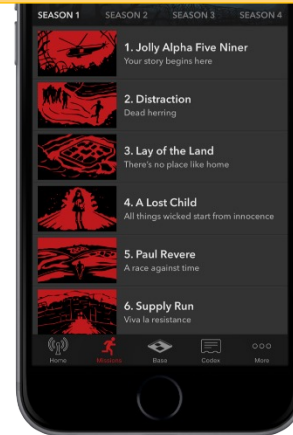 SEASON 1 SEASON 2 SEASON 3 SEASON 4
1. Jolly Alpha Five Niner
Your story begins here
2. Distraction
Dead herring
3. Lay of the Land
There's no place like home
4. A Lost Child
All things wicked start from innocence
5. Paul Revere
A race against time
6. Supply Run
Viva la resistance
Home Missions Base Codex More